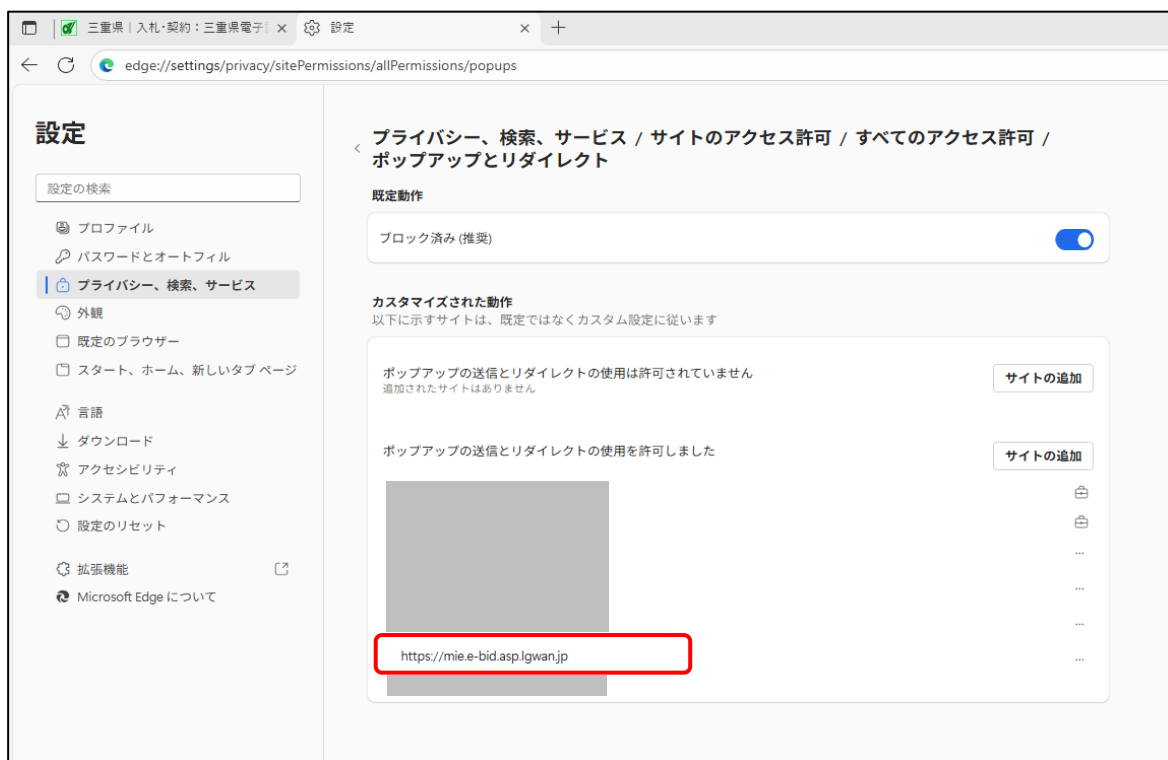 三重県｜入札・契約：三重県電子
設定
edge://settings/privacy/sitePermissions/allPermissions/popups
設定
設定の検索
プロファイル
パスワードとオートフィル
プライバシー、検索、サービス
外観
既定のブラウザー
スタート、ホーム、新しいタブ ページ
言語
ダウンロード
アクセシビリティ
システムとパフォーマンス
設定のリセット
拡張機能
Microsoft Edge について
プライバシー、検索、サービス / サイトのアクセス許可 / すべてのアクセス許可 /
ポップアップとリダイレクト
既定動作
ブロック済み (推奨)
カスタマイズされた動作
以下に示すサイトは、既定ではなくカスタム設定に従います
ポップアップの送信とリダイレクトの使用は許可されていません
追加されたサイトはありません
サイトの追加
ポップアップの送信とリダイレクトの使用を許可しました
サイトの追加
https://mie.e-bid.asp.lgwan.jp